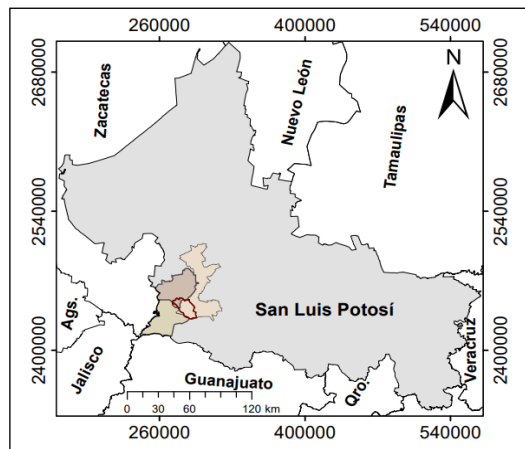 260000 400000 540000
N
2680000 2680000
Zacatecas
Nuevo León
Tamaulipas
2540000 2540000
San Luis Potosí
Ags.
Jalisco
Veracruz
2400000 2400000
Guanajuato
Qro.
0 30 60 120 km
260000 400000 540000